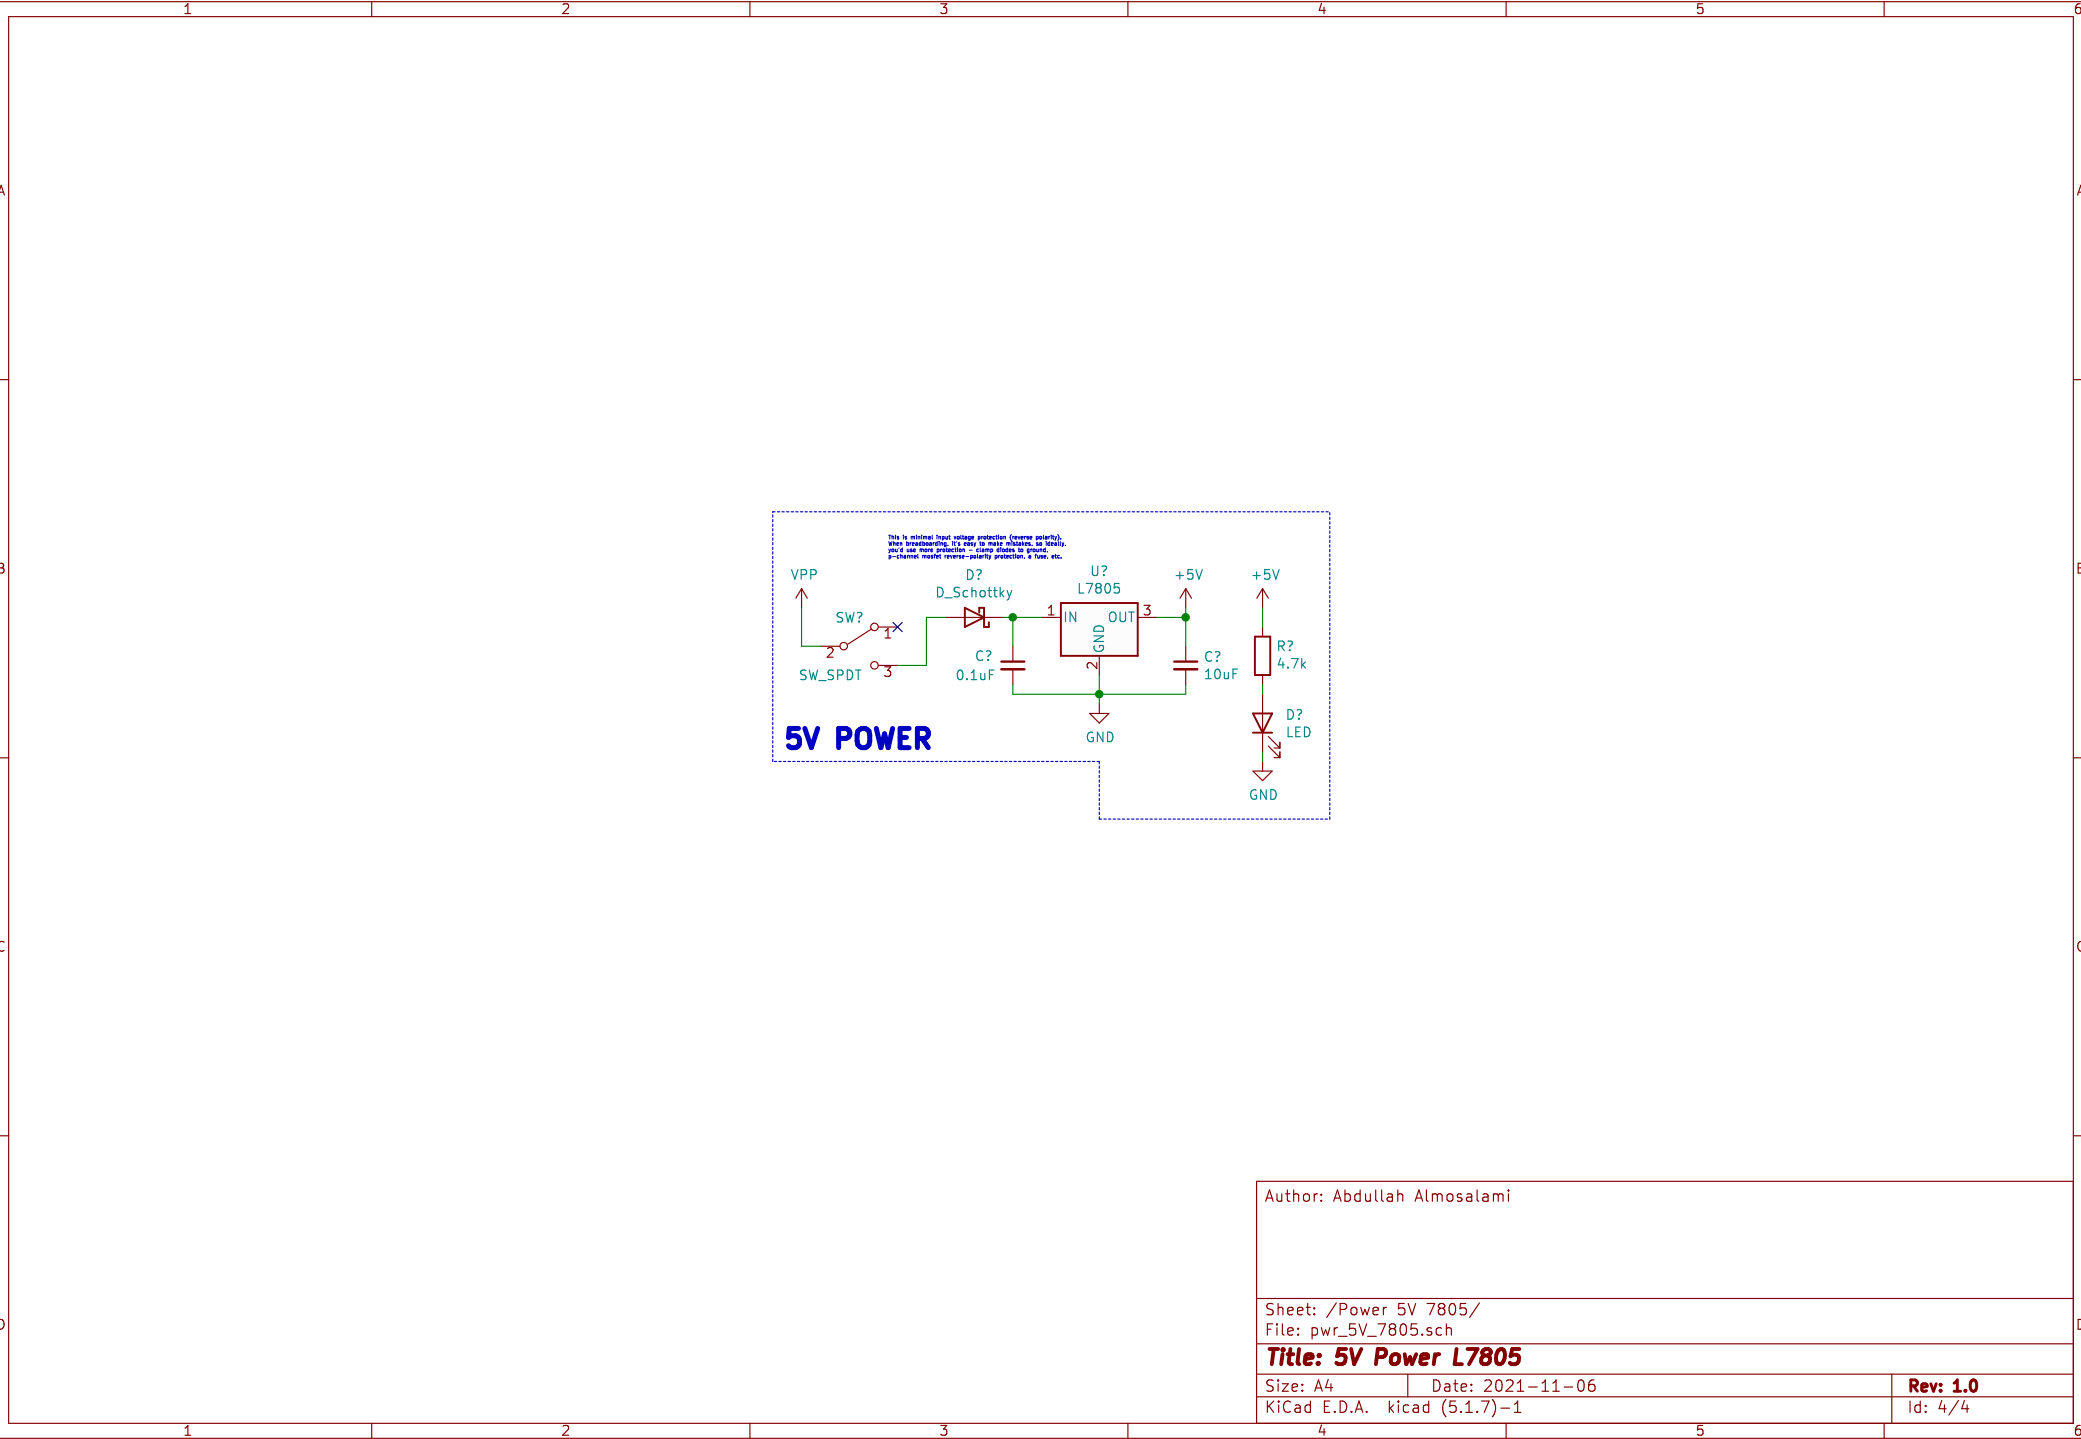 1 2 3 4 5 6
A A
This is minimal input voltage protection (reverse polarity).
When breadboarding, it's easy to make mistakes, so ideally,
you'd use more protection - clamp diodes to ground,
p-channel mosfet reverse-polarity protection, a fuse, etc.
B B
VPP
D?
D_Schottky
U?
L7805
+5V
+5V
SW?
1
2
3
SW_SPDT
1
IN
OUT
3
GND
2
C?
0.1uF
C?
10uF
R?
4.7k
D?
LED
GND
GND
5V POWER
C C
Author: Abdullah Almosalami
Sheet: /Power 5V 7805/
File: pwr_5V_7805.sch
D D
Title: 5V Power L7805
Size: A4 Date: 2021-11-06 Rev: 1.0
KiCad E.D.A. kicad (5.1.7)-1 Id: 4/4
1 2 3 4 5 6